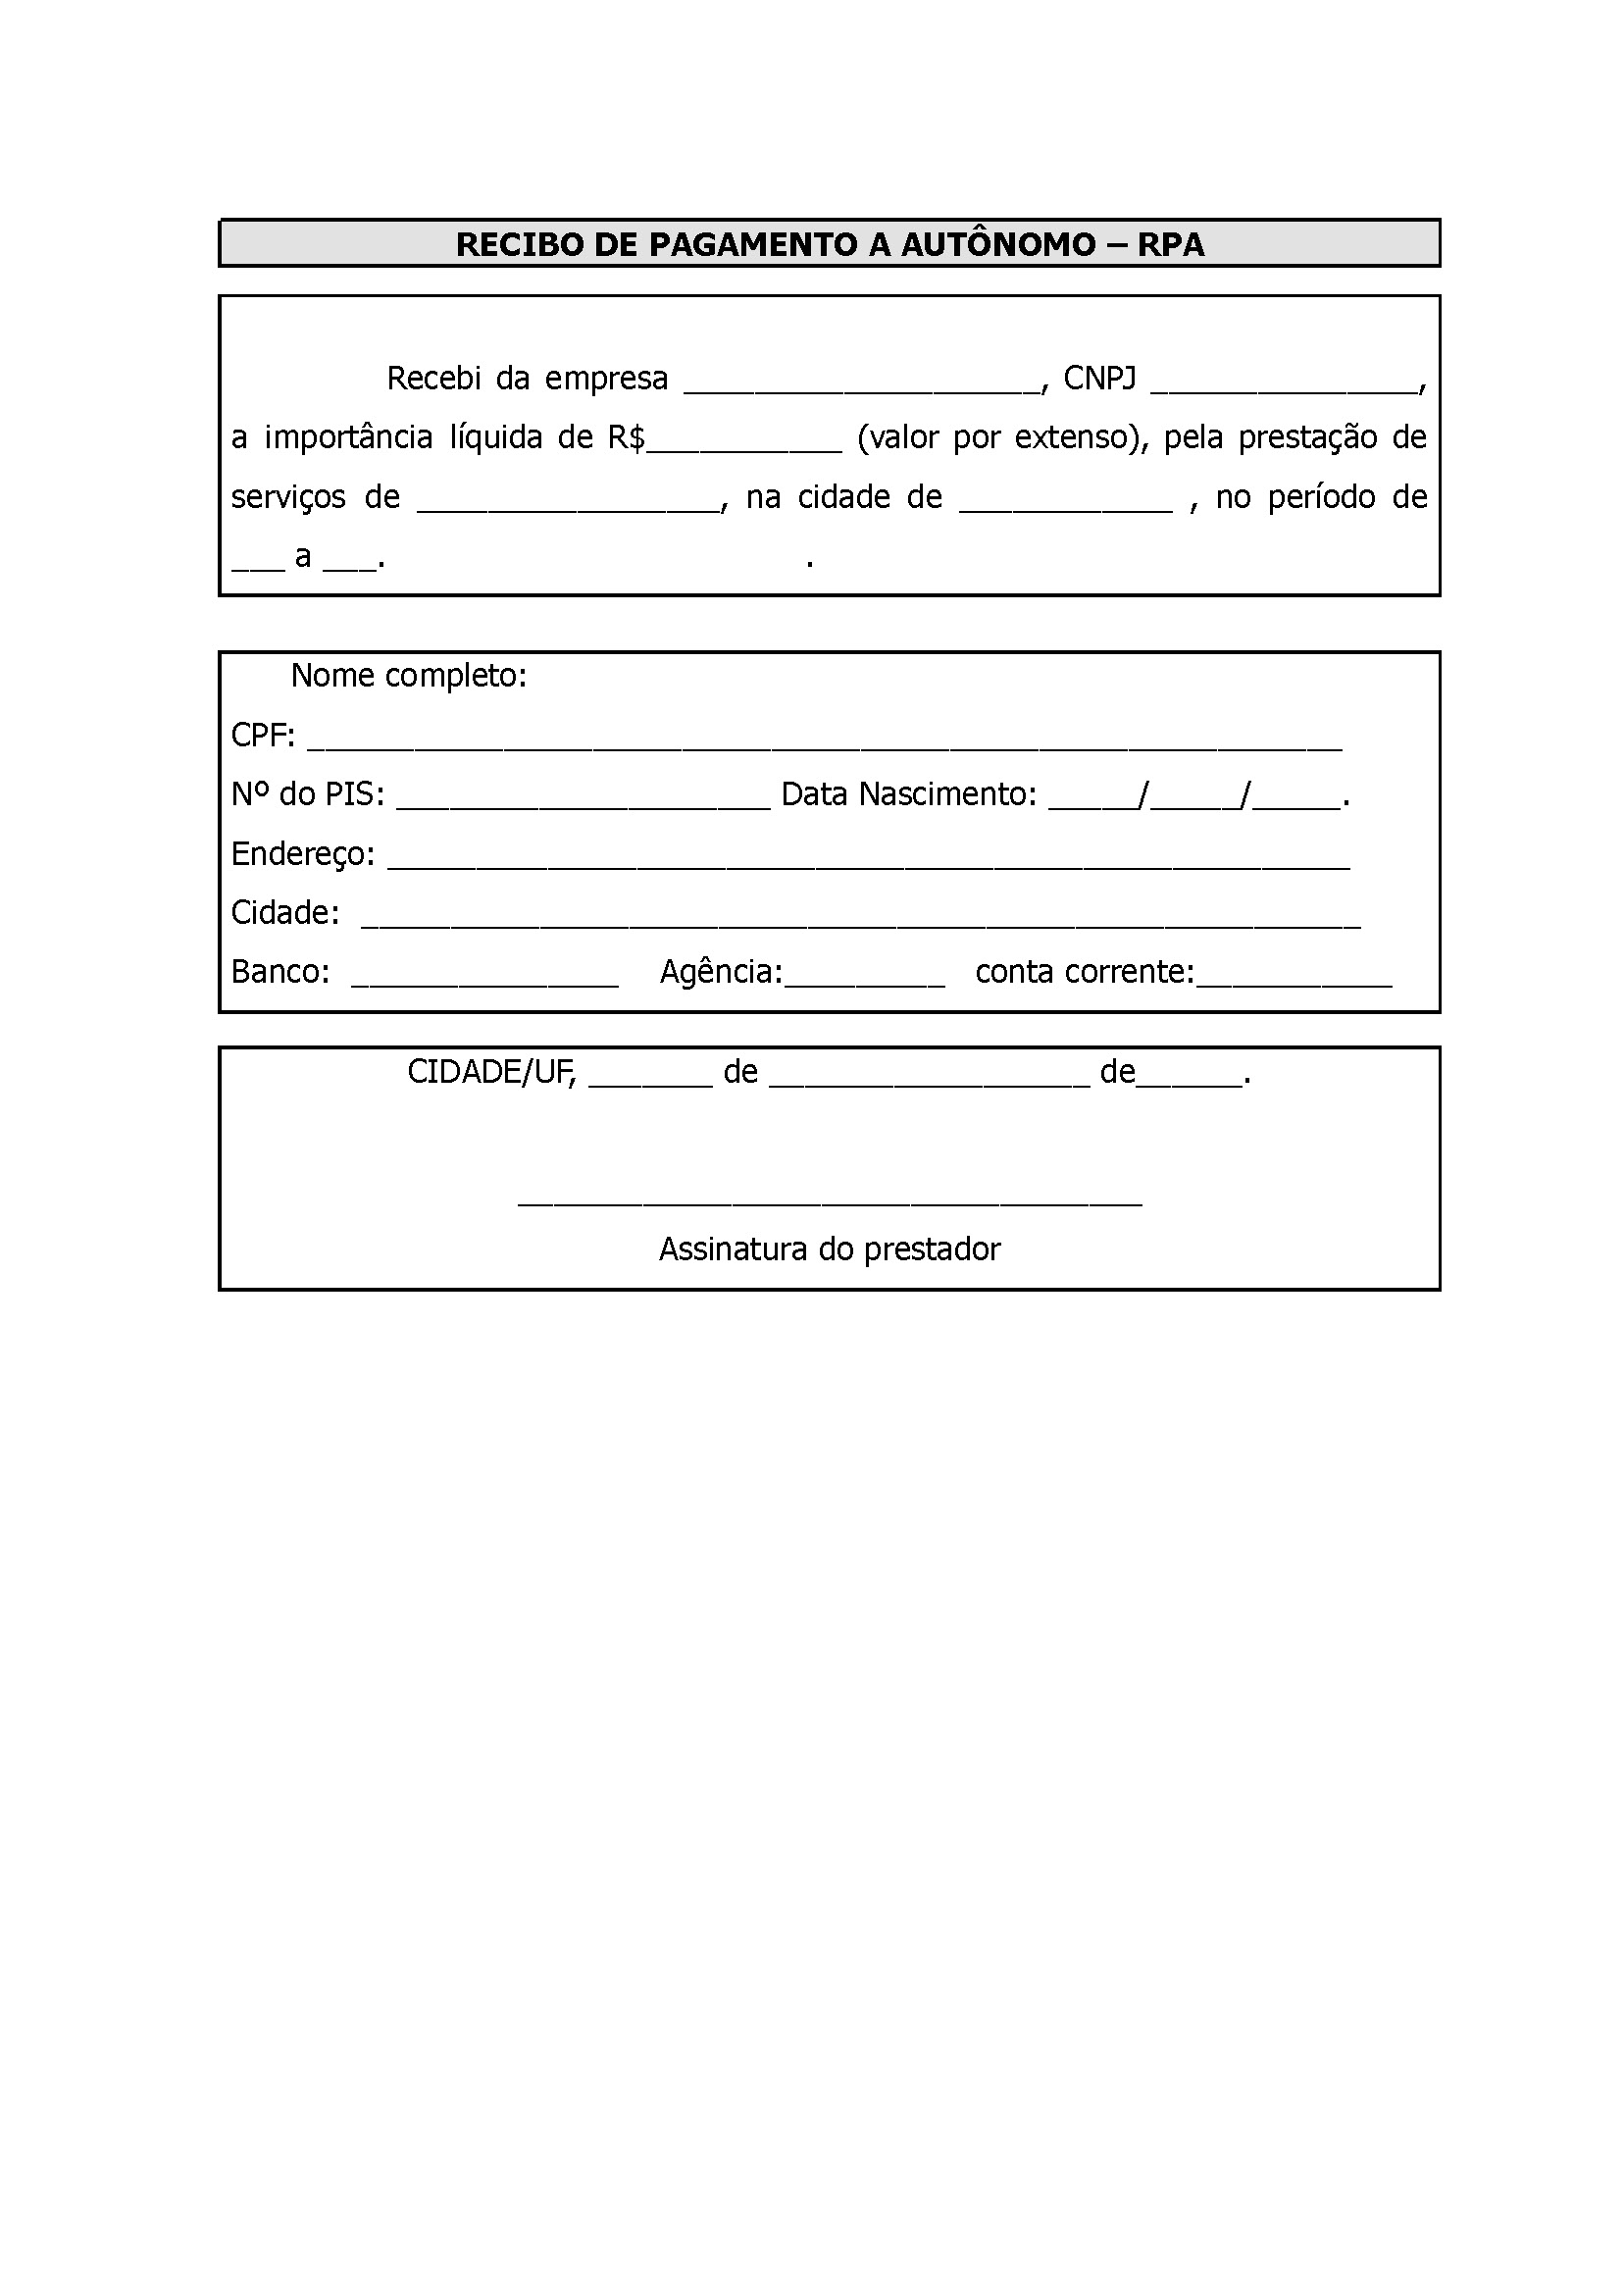 RECIBO DE PAGAMENTO A AUTÔNOMO – RPA
Recebi da empresa ____________________, CNPJ _______________,
a importância líquida de R$___________ (valor por extenso), pela prestação de
serviços de _________________, na cidade de ____________ , no período de
___ a ___. .
Nome completo:
CPF: __________________________________________________________
Nº do PIS: _____________________ Data Nascimento: _____/_____/_____.
Endereço: ______________________________________________________
Cidade: ________________________________________________________
Banco: _______________ Agência:_________ conta corrente:___________
CIDADE/UF, _______ de __________________ de______.
___________________________________
Assinatura do prestador